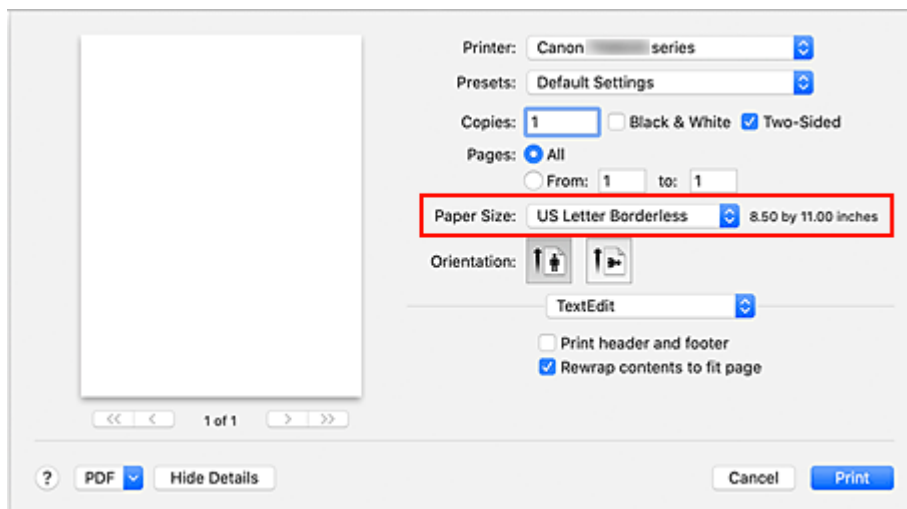 Printer: Canon series
Presets: Default Settings
Copies: 1 Black & White Two-Sided
Pages: All
From: 1 to: 1
Paper Size: US Letter Borderless 8.50 by 11.00 inches
Orientation:
TextEdit
Print header and footer
Rewrap contents to fit page
<< < 1 of 1 > >>
? PDF Hide Details Cancel Print